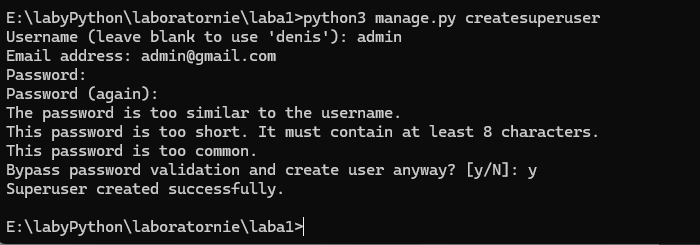 E:\labyPython\laboratornie\laba1>python3 manage.py createsuperuser
Username (leave blank to use 'denis'): admin
Email address: admin@gmail.com
Password:
Password (again):
The password is too similar to the username.
This password is too short. It must contain at least 8 characters.
This password is too common.
Bypass password validation and create user anyway? [y/N]: y
Superuser created successfully.
E:\labyPython\laboratornie\laba1>